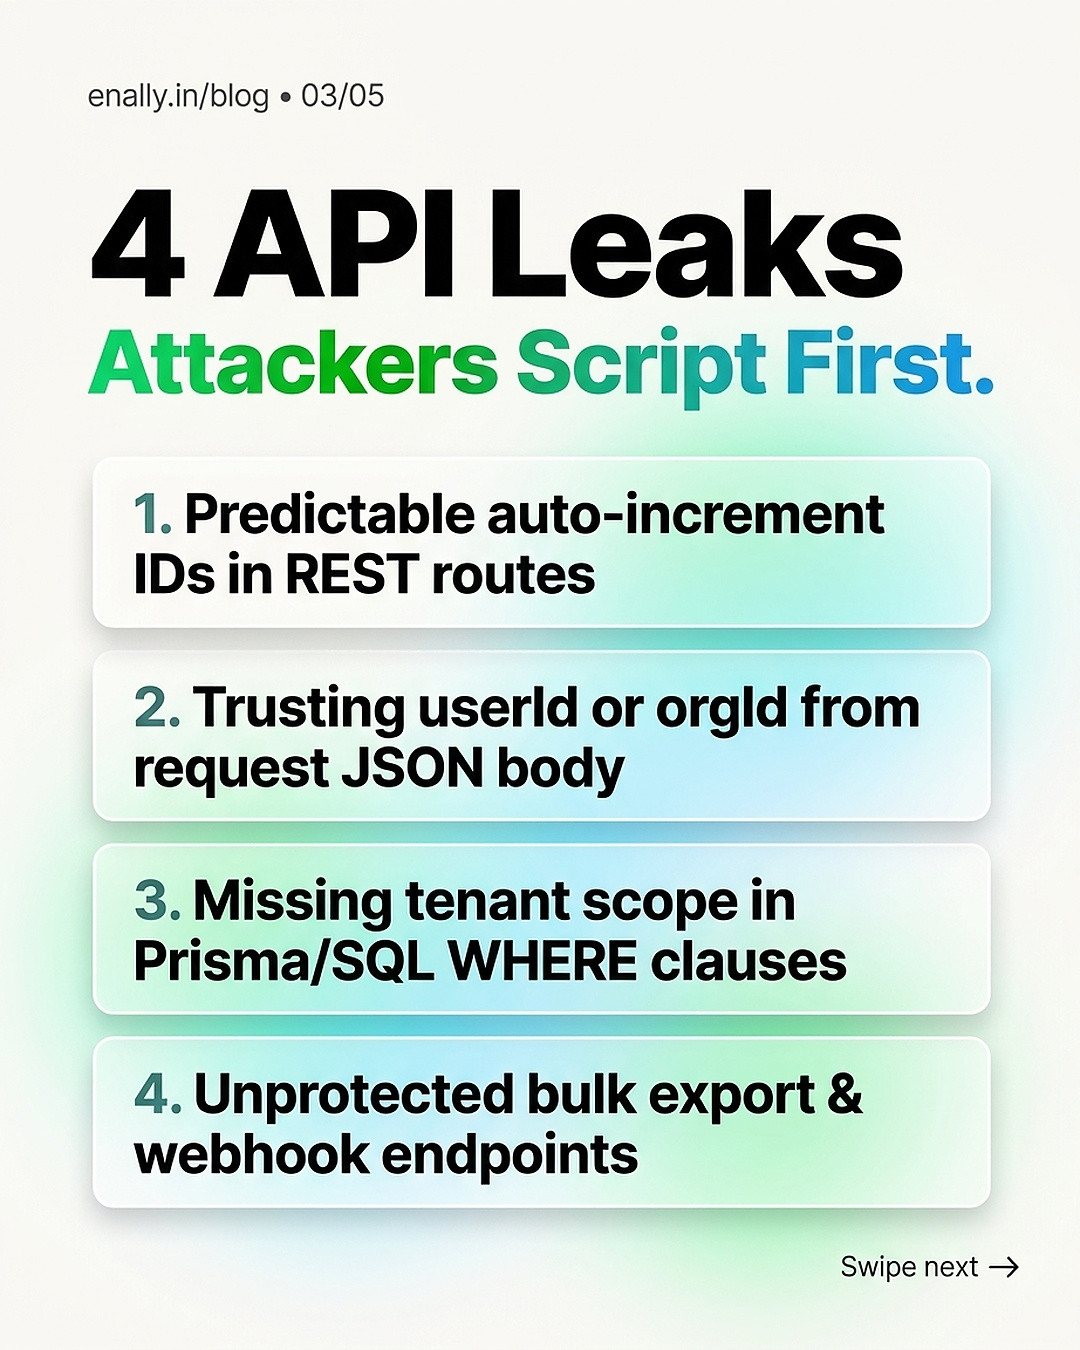 enally.in/blog • 03/05
4 API Leaks
Attackers Script First.
1. Predictable auto-increment
IDs in REST routes
2. Trusting userId or orgId from
request JSON body
3. Missing tenant scope in
Prisma/SQL WHERE clauses
4. Unprotected bulk export &
webhook endpoints
Swipe next →